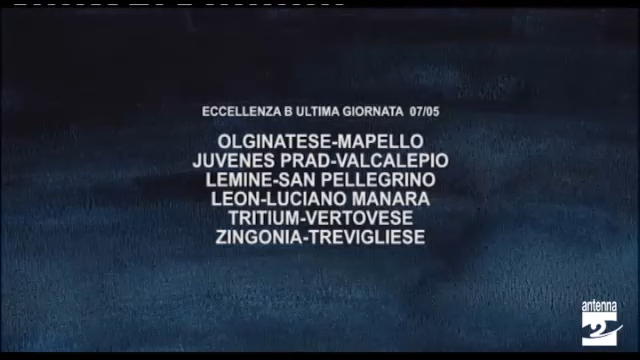 ECCELLENZA B ULTIMA GIORNATA 07/05
OLGINATESE-MAPELLO
JUVENES PRAD-VALCALEPIO
LEMINE-SAN PELLEGRINO
LEON-LUCIANO MANARA
TRITIUM-VERTOVESE
ZINGONIA-TREVIGLIESE
antenna
2